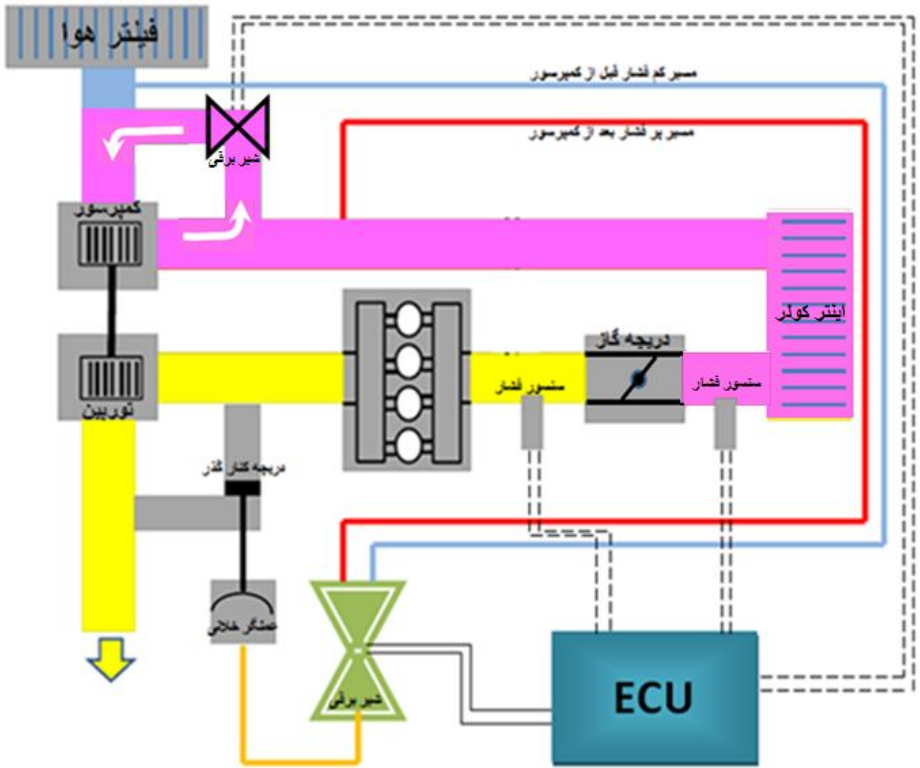 فیلتر هوا
مسیر کم فشار قبل از کمپرسور
مسیر پر فشار بعد از کمپرسور
شیر برقی
کمپرسور
اینتر کولر
دریچه گاز
سنسور فشار
سنسور فشار
توربین
دریچه کنار گذر
عملگر خلائی
شیر برقی
ECU